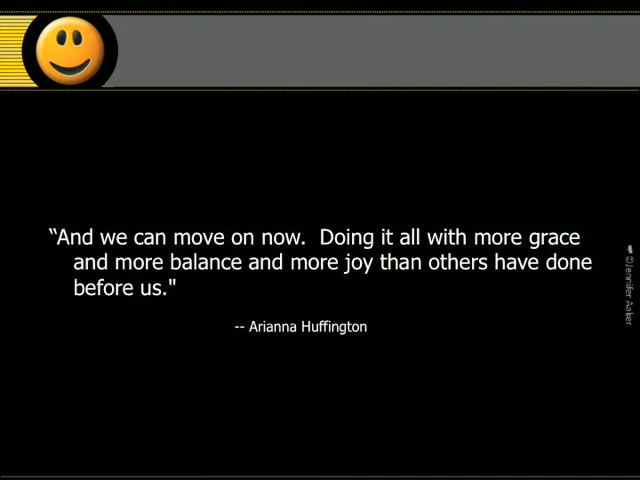 “And we can move on now.  Doing it all with more grace
and more balance and more joy than others have done
before us."
-- Arianna Huffington
©Jennifer Aaker